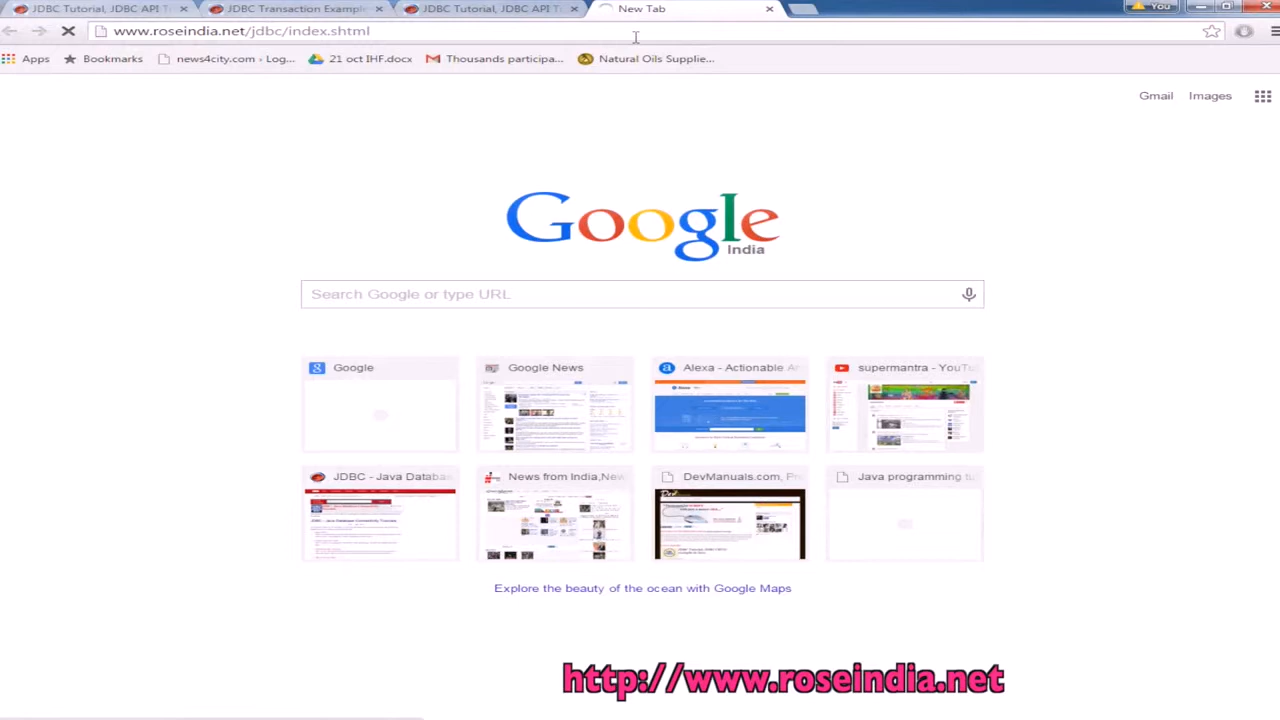 JDBC Tutorial, JDBC API T
JDBC Transaction Example
JDBC Tutorial, JDBC API T
New Tab
You
www.roseindia.net/jdbc/index.shtml
Apps
Bookmarks
news4city.com › Log...
21 oct IHF.docx
Thousands participa...
Natural Oils Supplie...
Gmail
Images
Google
India
Search Google or type URL
Google
Google News
Alexa - Actionable A
supermantra - YouTu
JDBC - Java Databa
News from India,New
DevManuals.com, Pr
Java programming tu
Explore the beauty of the ocean with Google Maps
http://www.roseindia.net